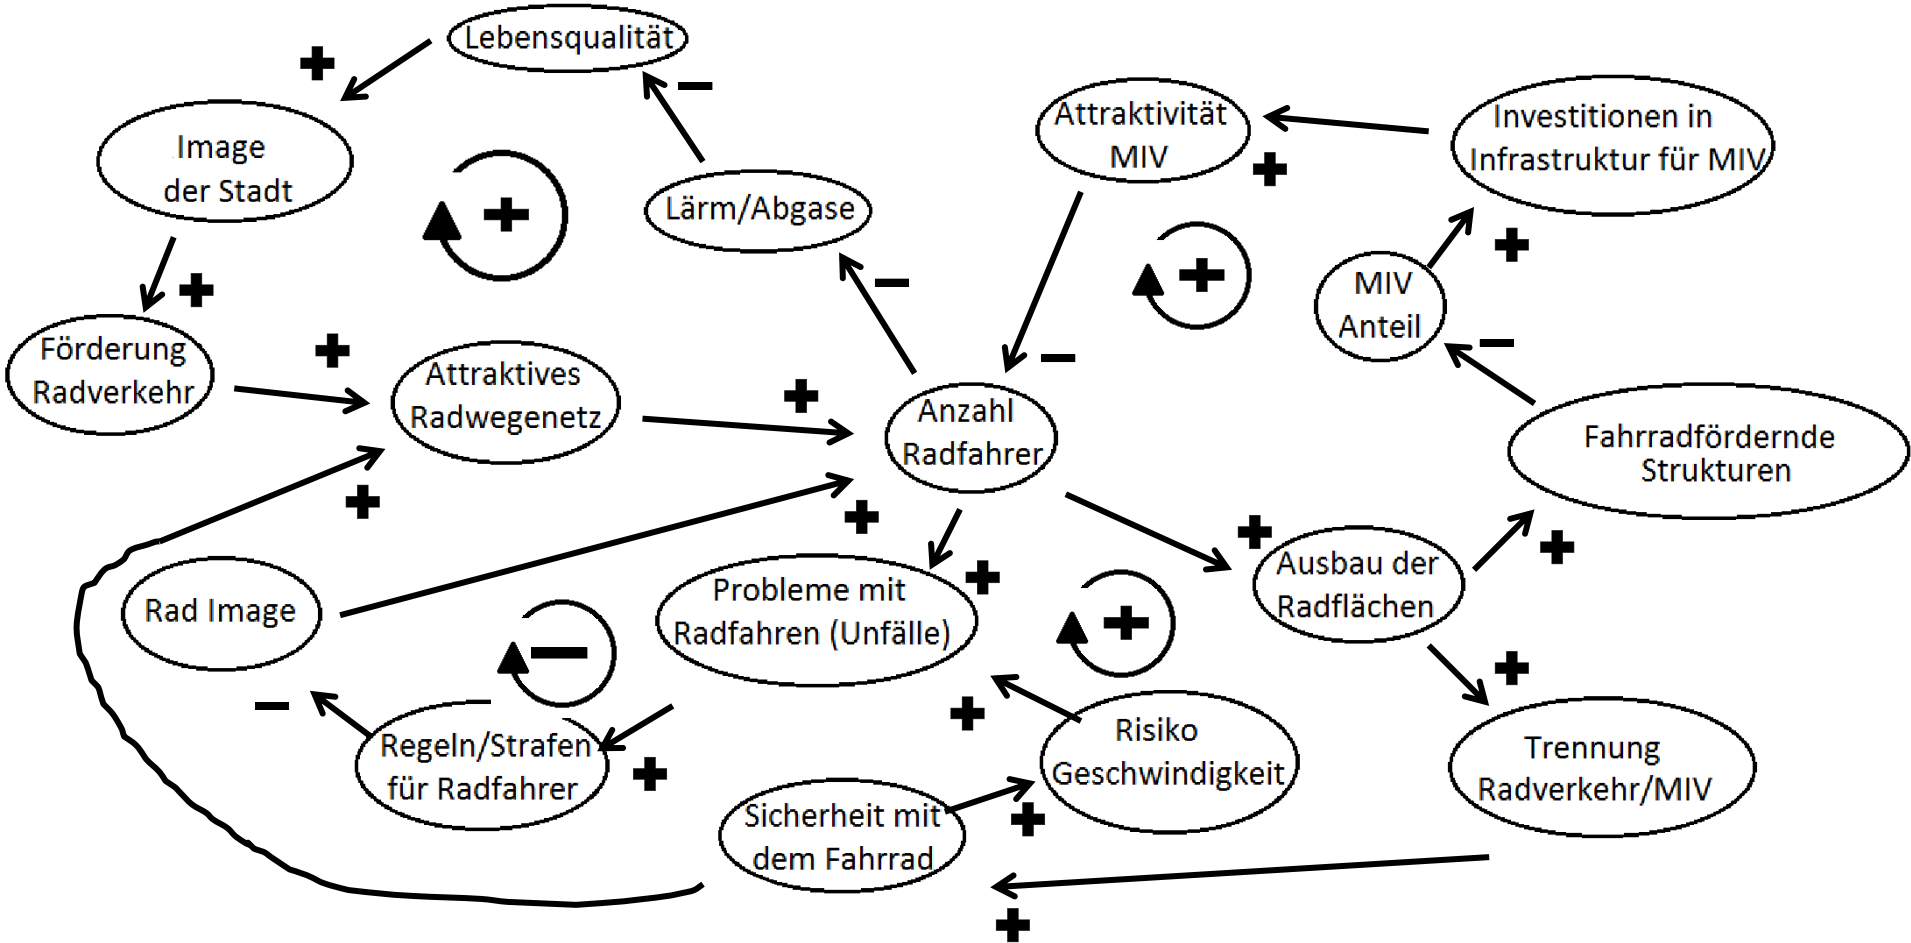 Lebensqualität
+
−
Attraktivität
MIV
Investitionen in
Infrastruktur für MIV
+
Image
der Stadt
+
Lärm/Abgase
+
+
MIV
Anteil
+
−
+
Förderung
Radverkehr
+
Attraktives
Radwegenetz
+
Anzahl
Radfahrer
−
−
Fahrradfördernde
Strukturen
+
+
+
+
Ausbau der
Radflächen
+
Rad Image
Probleme mit
Radfahren (Unfälle)
+
+
−
+
−
+
Regeln/Strafen
für Radfahrer
+
Risiko
Geschwindigkeit
Trennung
Radverkehr/MIV
Sicherheit mit
dem Fahrrad
+
+